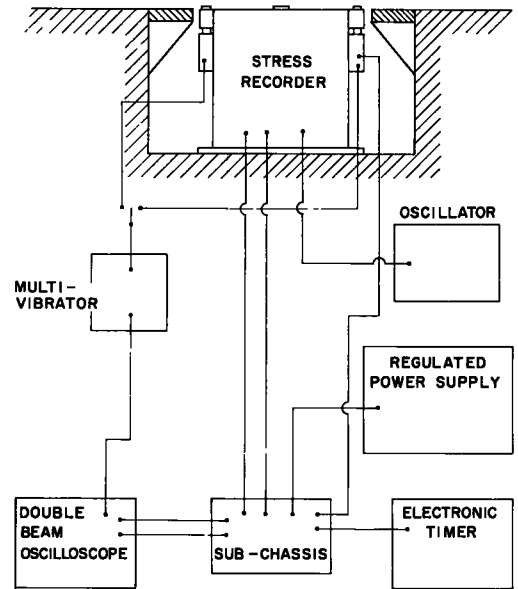 STRESS
RECORDER
OSCILLATOR
MULTI-
VIBRATOR
REGULATED
POWER SUPPLY
DOUBLE
BEAM
OSCILLOSCOPE
SUB-CHASSIS
ELECTRONIC
TIMER